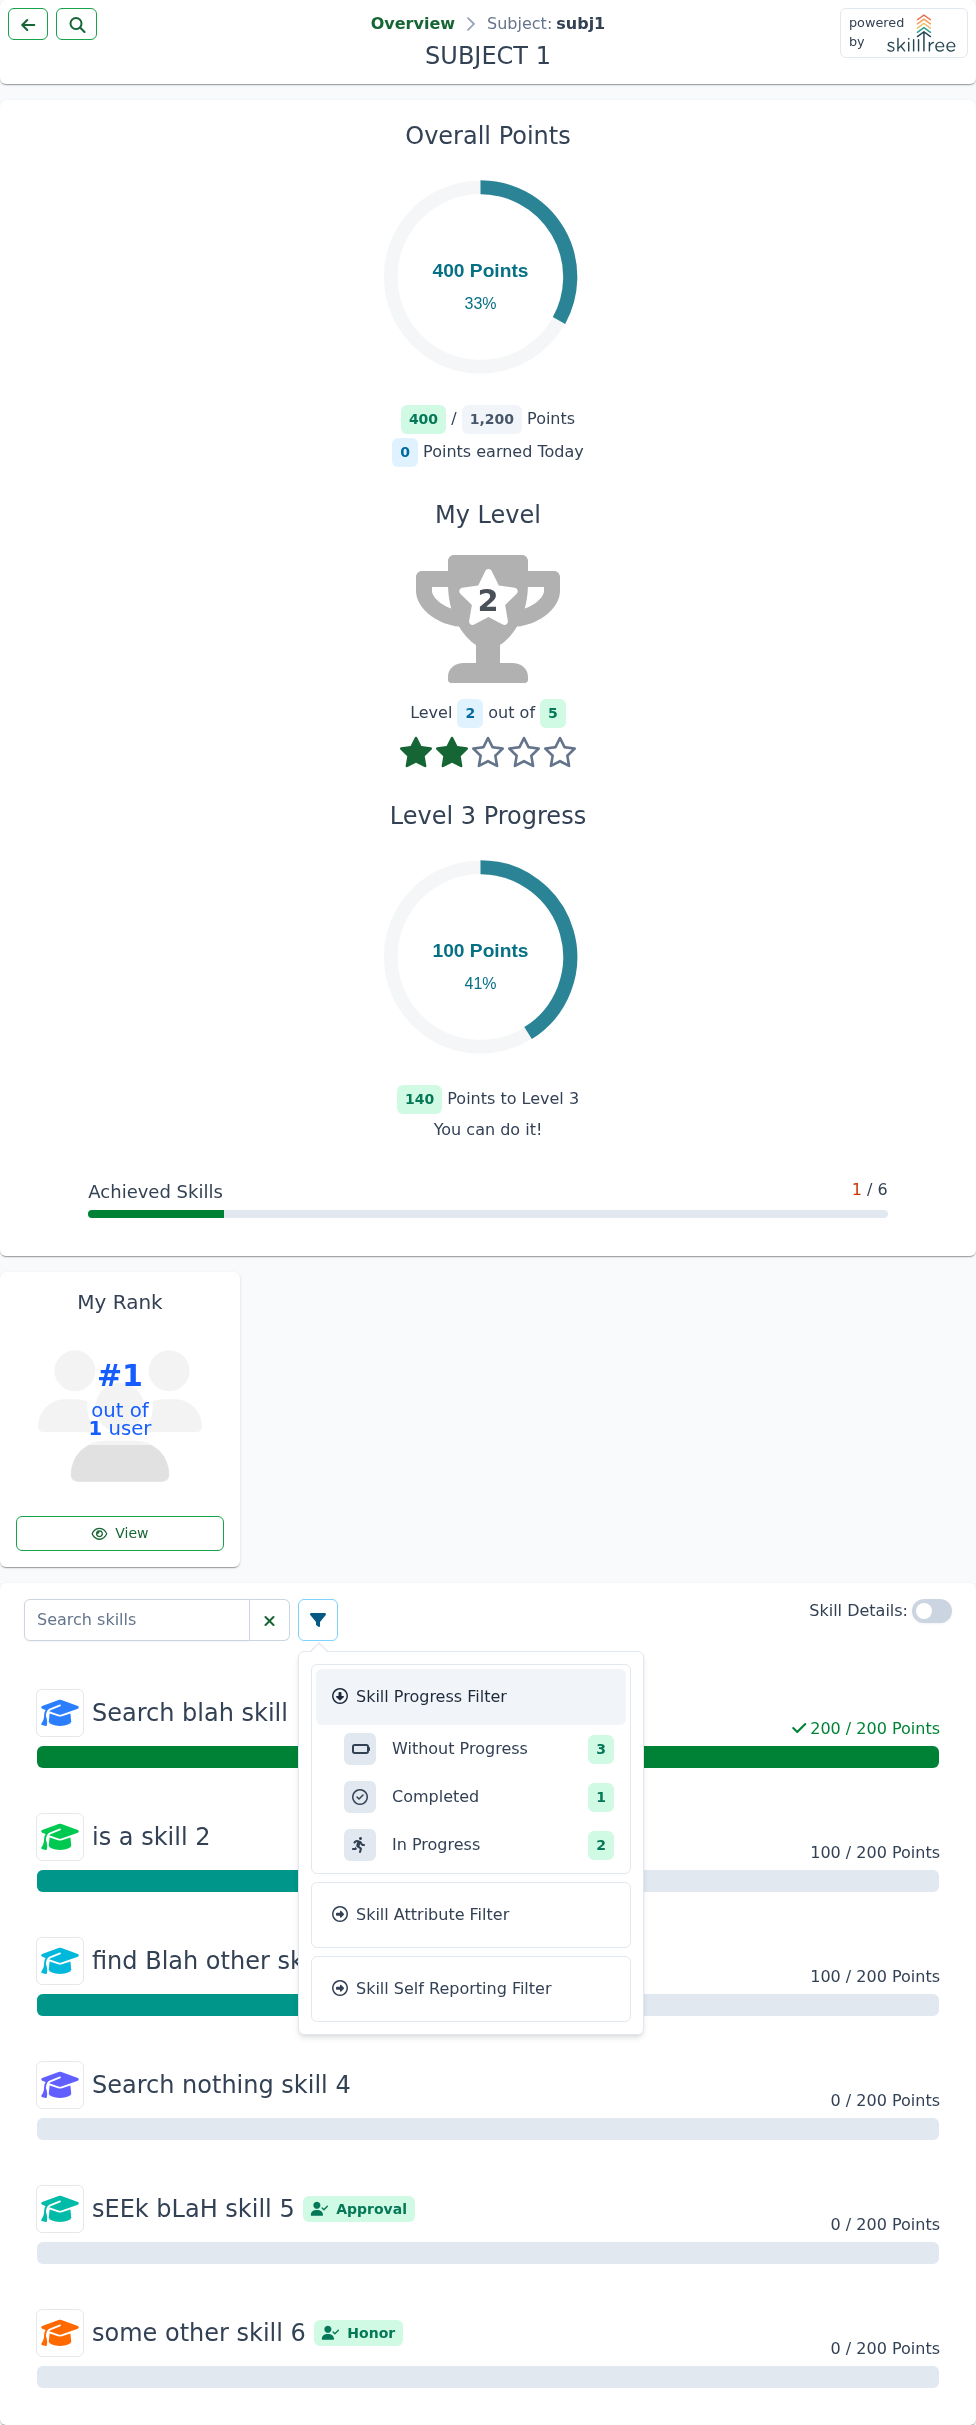 Overview > Subject: subj1
SUBJECT 1
powered
by skilltree
Overall Points
400 Points
33%
400 / 1,200 Points
0 Points earned Today
My Level
2
Level 2 out of 5
Level 3 Progress
100 Points
41%
140 Points to Level 3
You can do it!
Achieved Skills 1 / 6
My Rank
#1
out of
1 user
View
Search skills
Skill Details:
Skill Progress Filter
Without Progress 3
Completed 1
In Progress 2
Skill Attribute Filter
Skill Self Reporting Filter
Search blah skill
200 / 200 Points
is a skill 2
100 / 200 Points
find Blah other sk
100 / 200 Points
Search nothing skill 4
0 / 200 Points
sEEk bLaH skill 5 Approval
0 / 200 Points
some other skill 6 Honor
0 / 200 Points